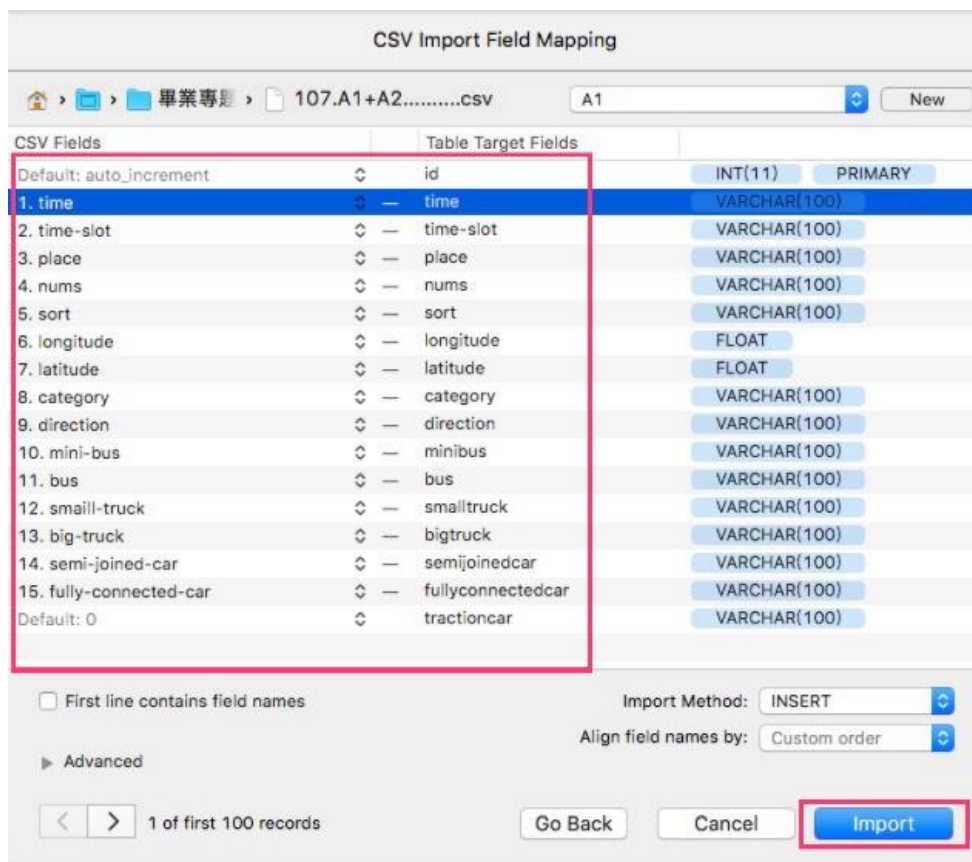 CSV Import Field Mapping
畢業專題 107.A1+A2..........csv A1 New
CSV Fields Table Target Fields
Default: auto_increment id INT(11) PRIMARY
1. time — time VARCHAR(100)
2. time-slot — time-slot VARCHAR(100)
3. place — place VARCHAR(100)
4. nums — nums VARCHAR(100)
5. sort — sort VARCHAR(100)
6. longitude — longitude FLOAT
7. latitude — latitude FLOAT
8. category — category VARCHAR(100)
9. direction — direction VARCHAR(100)
10. mini-bus — minibus VARCHAR(100)
11. bus — bus VARCHAR(100)
12. smaill-truck — smalltruck VARCHAR(100)
13. big-truck — bigtruck VARCHAR(100)
14. semi-joined-car — semijoinedcar VARCHAR(100)
15. fully-connected-car — fullyconnectedcar VARCHAR(100)
Default: 0 tractioncar VARCHAR(100)
First line contains field names Import Method: INSERT
Align field names by: Custom order
Advanced
1 of first 100 records Go Back Cancel Import